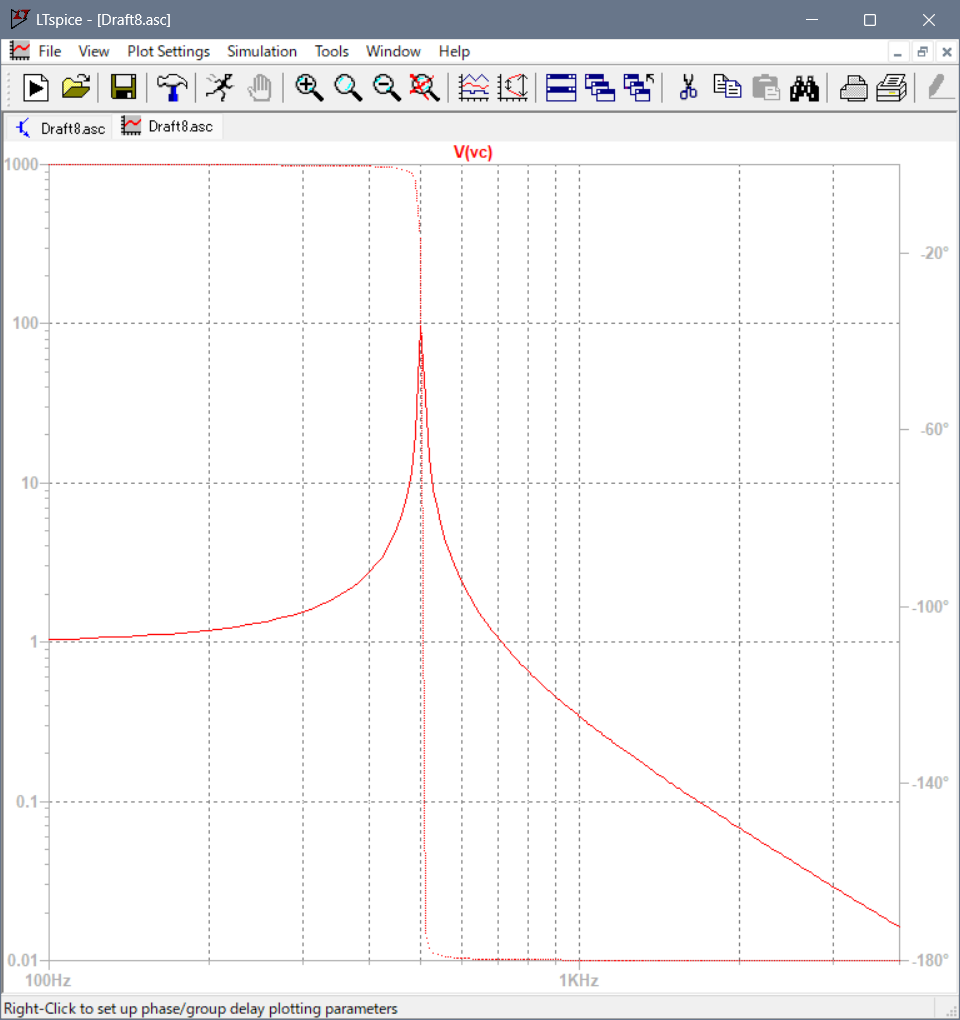 LTspice - [Draft8.asc]
File View Plot Settings Simulation Tools Window Help
Draft8.asc Draft8.asc
V(vc)
1000
-20°
100
-60°
10
-100°
1
-140°
0.1
0.01 -180°
100Hz 1KHz
Right-Click to set up phase/group delay plotting parameters